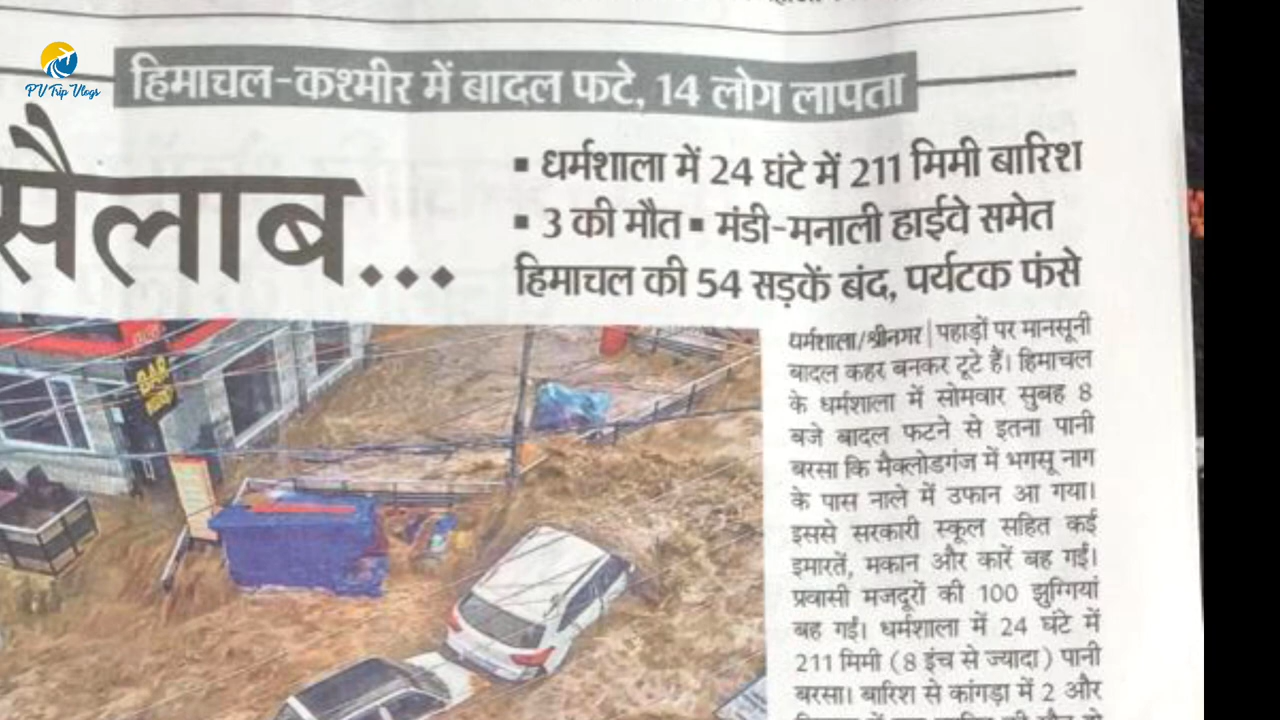 PV Trip Vlogs
हिमाचल-कश्मीर में बादल फटे, 14 लोग लापता
सैलाब...
▪ धर्मशाला में 24 घंटे में 211 मिमी बारिश
▪ 3 की मौत ▪ मंडी-मनाली हाईवे समेत
हिमाचल की 54 सड़कें बंद, पर्यटक फंसे
BAR
धर्मशाला/श्रीनगर | पहाड़ों पर मानसूनी
बादल कहर बनकर टूटे हैं। हिमाचल
के धर्मशाला में सोमवार सुबह 8
बजे बादल फटने से इतना पानी
बरसा कि मैक्लोडगंज में भगसू नाग
के पास नाले में उफान आ गया।
इससे सरकारी स्कूल सहित कई
इमारतें, मकान और कारें बह गईं।
प्रवासी मजदूरों की 100 झुग्गियां
बह गईं। धर्मशाला में 24 घंटे में
211 मिमी (8 इंच से ज्यादा) पानी
बरसा। बारिश से कांगड़ा में 2 और